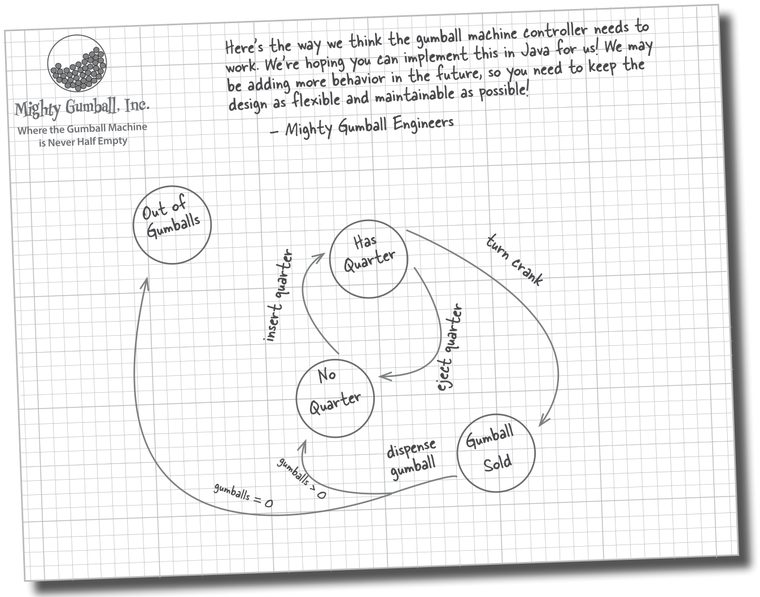 Here's the way we think the gumball machine controller needs to
work. We're hoping you can implement this in Java for us! We may
be adding more behavior in the future, so you need to keep the
design as flexible and maintainable as possible!
– Mighty Gumball Engineers
Mighty Gumball, Inc.
Where the Gumball Machine
is Never Half Empty
Out of
Gumballs
Has
Quarter
turn crank
insert quarter
eject quarter
No
Quarter
Gumball
Sold
dispense
gumball
gumballs > 0
gumballs = 0